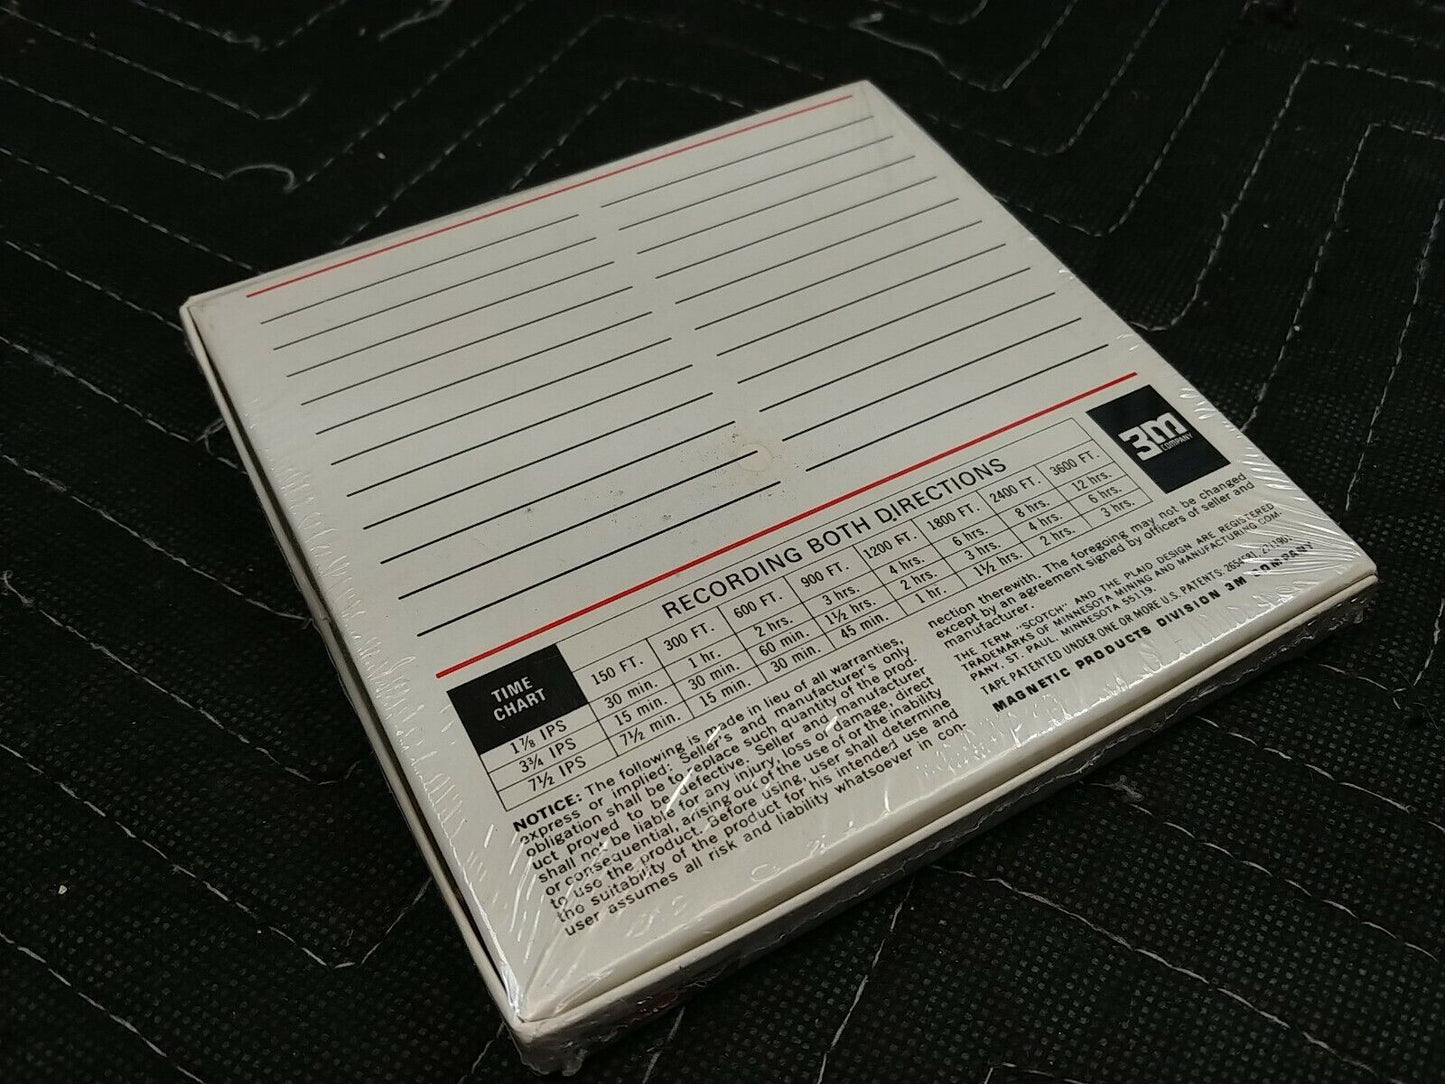 RECORDING BOTH DIRECTIONS
TIME CHART 150 FT. 300 FT. 600 FT. 900 FT. 1200 FT. 1800 FT. 2400 FT. 3600 FT.
1⅞ IPS 30 min. 1 hr. 2 hrs. 3 hrs. 4 hrs. 6 hrs. 8 hrs. 12 hrs.
3¾ IPS 15 min. 30 min. 60 min. 1½ hrs. 2 hrs. 3 hrs. 4 hrs. 6 hrs.
7½ IPS 7½ min. 15 min. 30 min. 45 min. 1 hr. 1½ hrs. 2 hrs. 3 hrs.
3M
COMPANY
NOTICE: The following is made in lieu of all warranties,
express or implied: Seller's and manufacturer's only
obligation shall be to replace such quantity of the prod-
uct proved to be defective. Seller and manufacturer
shall not be liable for any injury, loss or damage, direct
or consequential, arising out of the use of or the inability
to use the product. Before using, user shall determine
the suitability of the product for his intended use and
user assumes all risk and liability whatsoever in con-
nection therewith. The foregoing may not be changed
except by an agreement signed by officers of seller and
manufacturer.
THE TERM "SCOTCH" AND THE PLAID DESIGN ARE REGISTERED
TRADEMARKS OF MINNESOTA MINING AND MANUFACTURING COM-
PANY, ST. PAUL, MINNESOTA 55119.
TAPE PATENTED UNDER ONE OR MORE U.S. PATENTS:
MAGNETIC PRODUCTS DIVISION 3M COMPANY